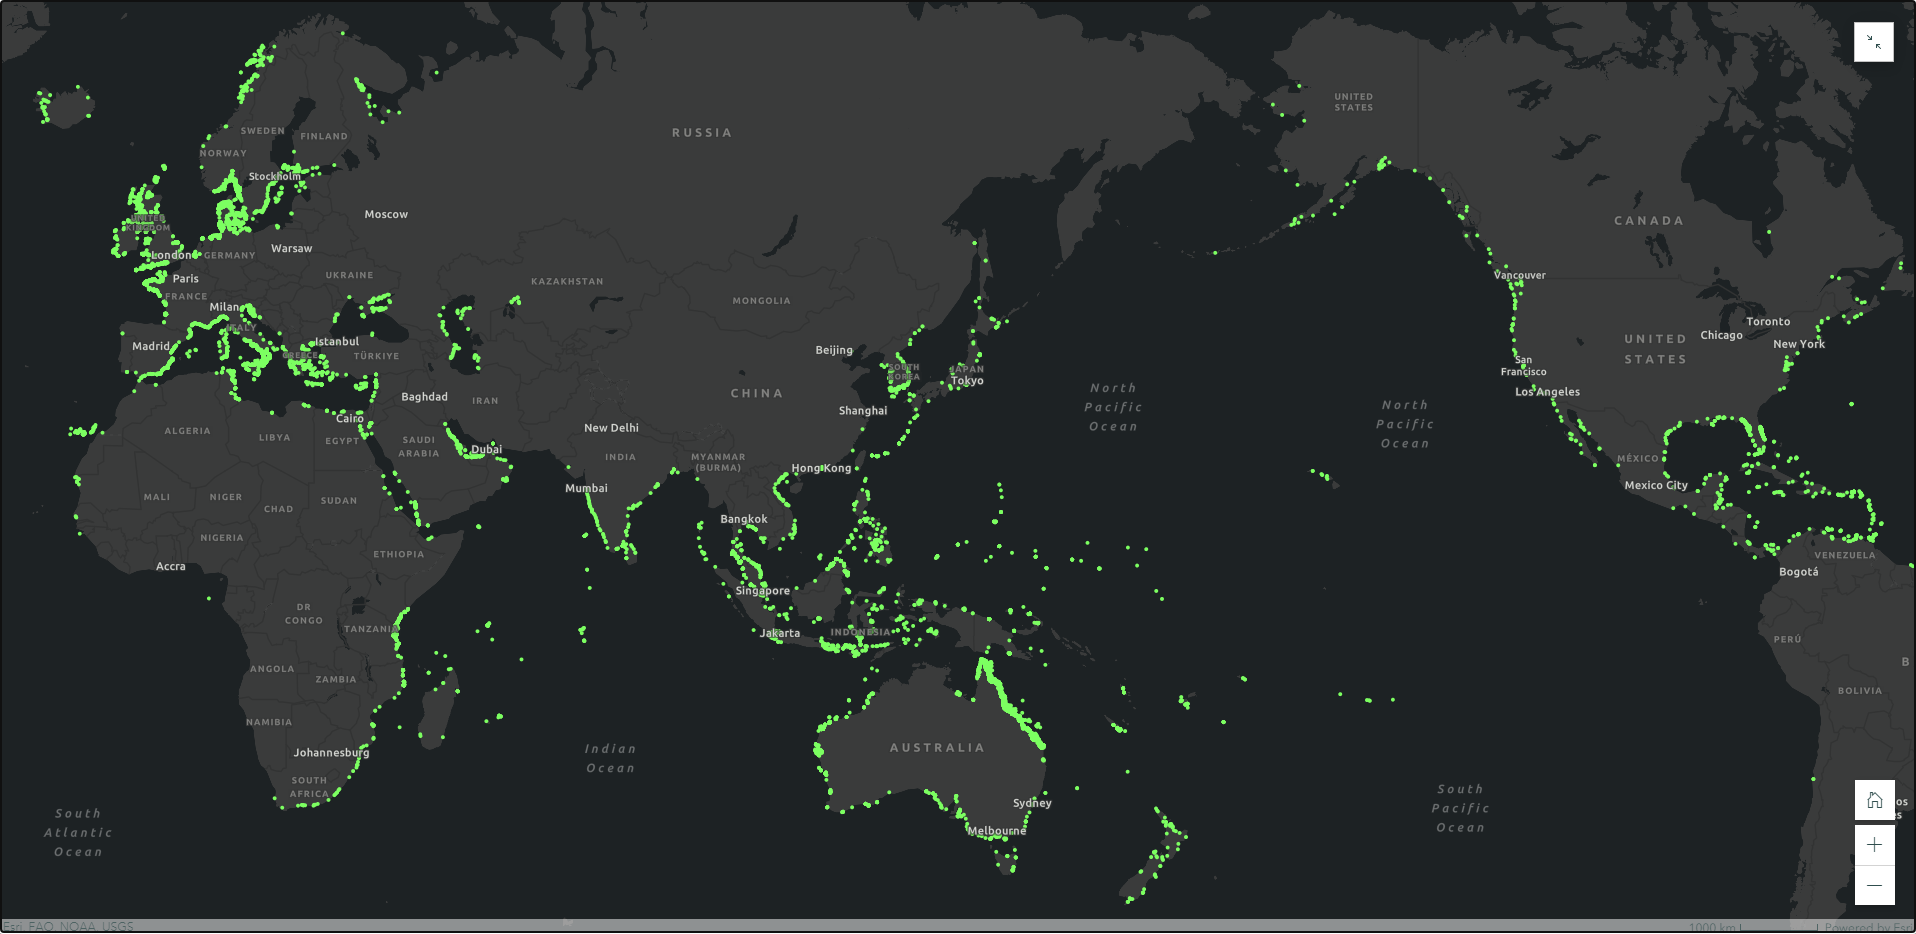 UNITED
STATES
RUSSIA
SWEDEN
FINLAND
NORWAY
Stockholm
Moscow
UNITED
KINGDOM
CANADA
London
GERMANY
Warsaw
Paris
UKRAINE
KAZAKHSTAN
Vancouver
FRANCE
MONGOLIA
Milan
ITALY
Toronto
Chicago
UNITED
STATES
New York
Madrid
Istanbul
GREECE
TÜRKIYE
Beijing
SOUTH
KOREA
JAPAN
Tokyo
San
Francisco
Los Angeles
North
Pacific
Ocean
North
Pacific
Ocean
Baghdad
IRAN
CHINA
Shanghai
Cairo
ALGERIA
LIBYA
EGYPT
SAUDI
ARABIA
Dubai
New Delhi
INDIA
MYANMAR
(BURMA)
Hong Kong
MÉXICO
Mexico City
Mumbai
MALI
NIGER
CHAD
SUDAN
Bangkok
NIGERIA
ETHIOPIA
VENEZUELA
Accra
Bogotá
Singapore
DR
CONGO
TANZANIA
Jakarta
INDONESIA
PERÚ
ANGOLA
ZAMBIA
B
BOLIVIA
NAMIBIA
Johannesburg
Indian
Ocean
AUSTRALIA
SOUTH
AFRICA
South
Atlantic
Ocean
Sydney
Melbourne
South
Pacific
Ocean
os
es
Esri, FAO, NOAA, USGS
1000 km
Powered by Esri